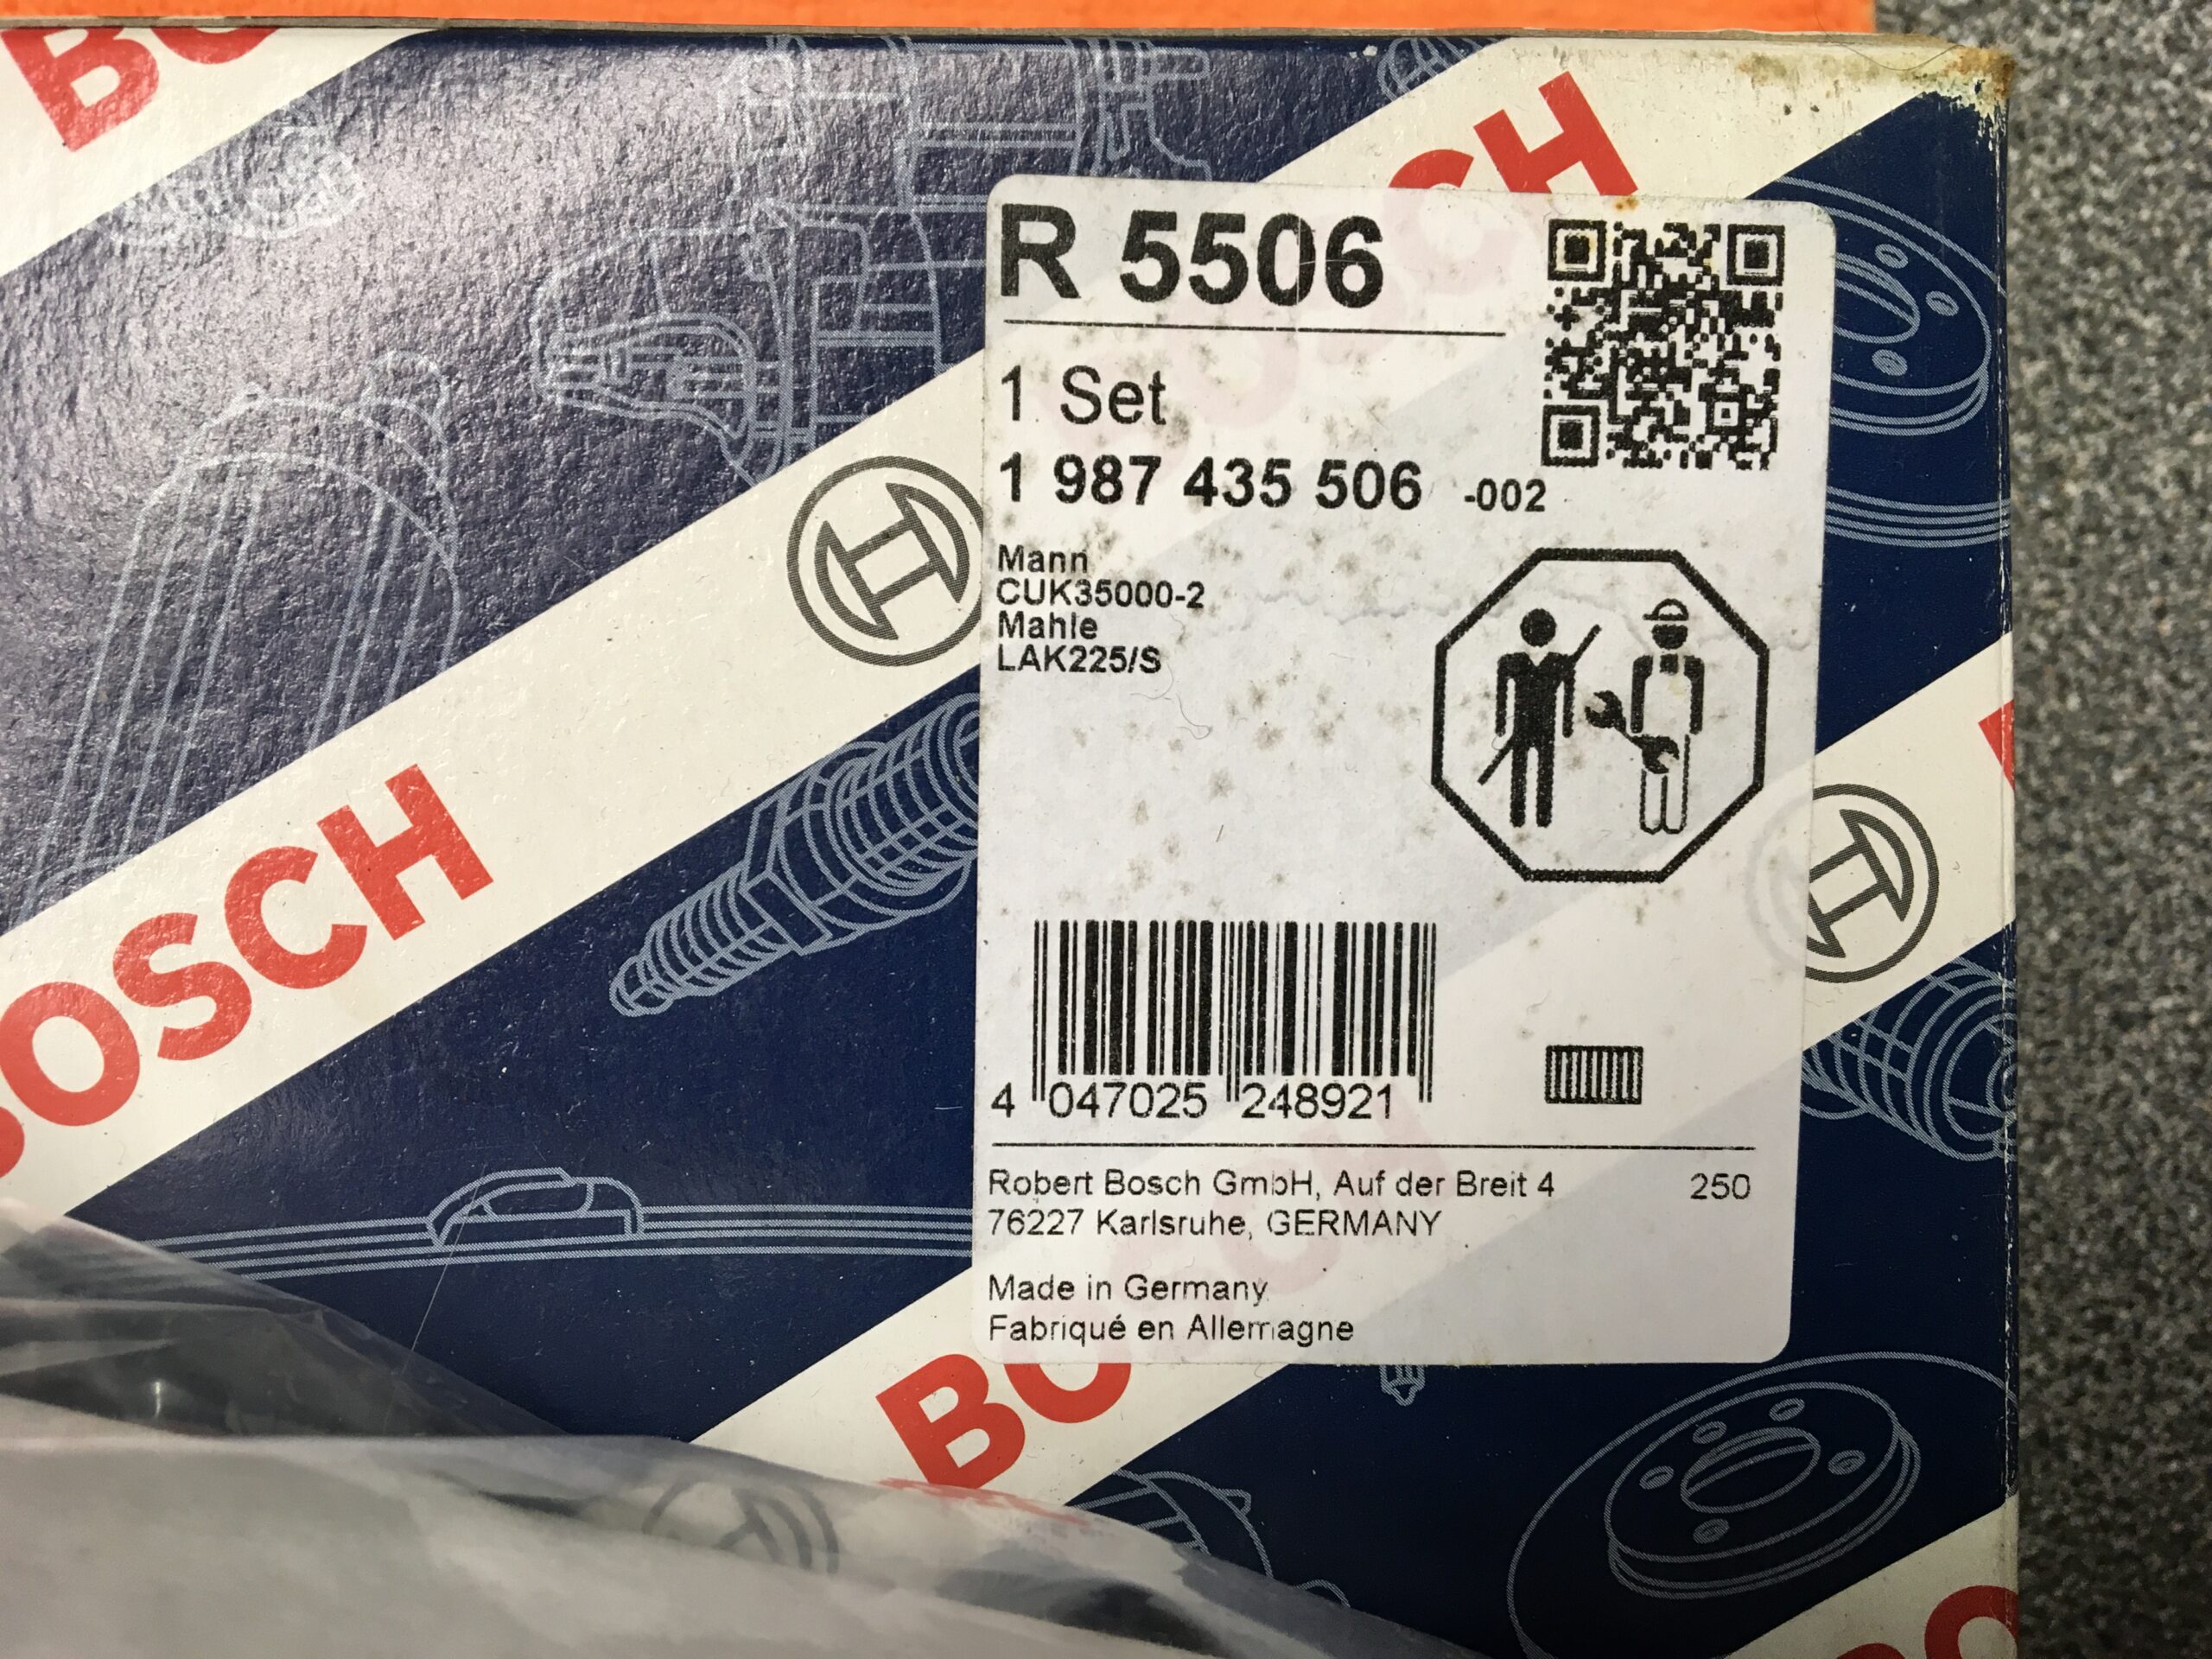 BOSCH
R 5506
1 Set
1 987 435 506 -002
Mann
CUK35000-2
Mahle
LAK225/S
BOSCH
4 047025 248921
Robert Bosch GmbH, Auf der Breit 4 250
76227 Karlsruhe, GERMANY
Made in Germany
Fabriqué en Allemagne
BOSCH